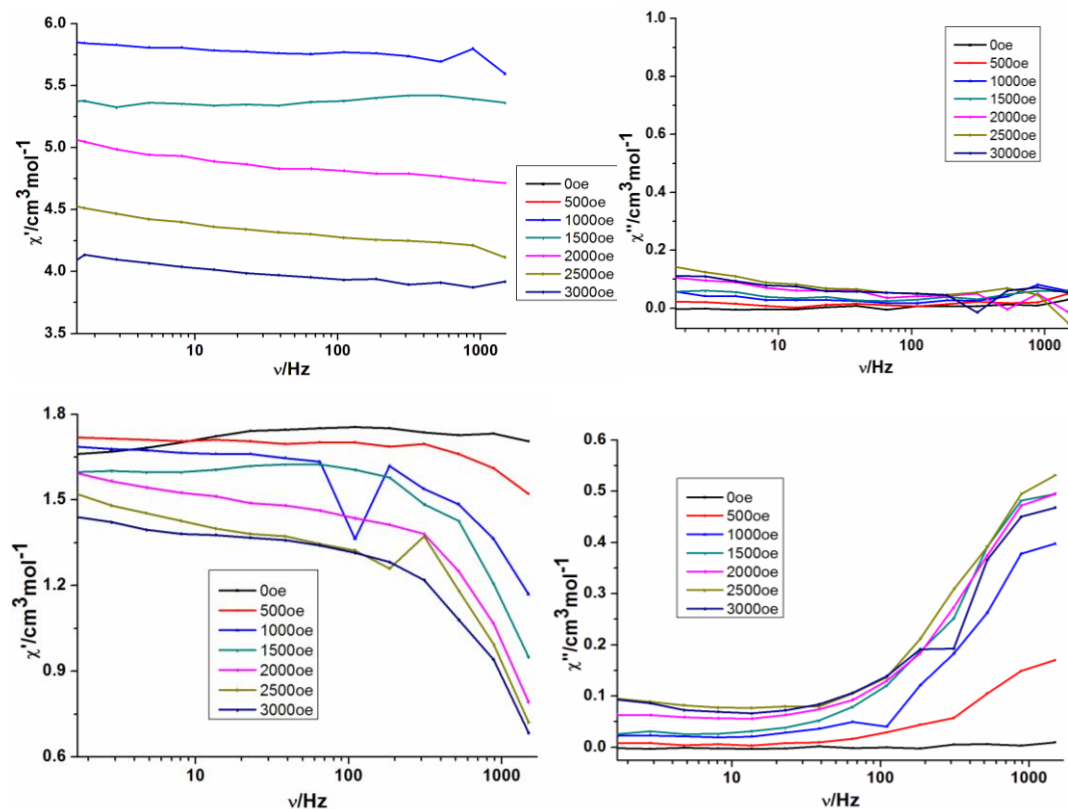 6.0
5.5
5.0
4.5
4.0
3.5
χ'/cm³mol⁻¹
10
100
1000
ν/Hz
0oe
500oe
1000oe
1500oe
2000oe
2500oe
3000oe
1.0
0.8
0.6
0.4
0.2
0.0
χ''/cm³mol⁻¹
10
100
1000
ν/Hz
0oe
500oe
1000oe
1500oe
2000oe
2500oe
3000oe
1.8
1.5
1.2
0.9
0.6
χ'/cm³mol⁻¹
10
100
1000
ν/Hz
0oe
500oe
1000oe
1500oe
2000oe
2500oe
3000oe
0.6
0.5
0.4
0.3
0.2
0.1
0.0
χ''/cm³mol⁻¹
10
100
1000
ν/Hz
0oe
500oe
1000oe
1500oe
2000oe
2500oe
3000oe